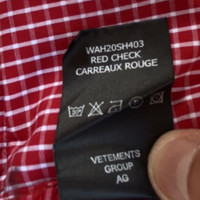 WAH20SH403
RED CHECK
CARREAUX ROUGE
VETEMENTS
GROUP
AG